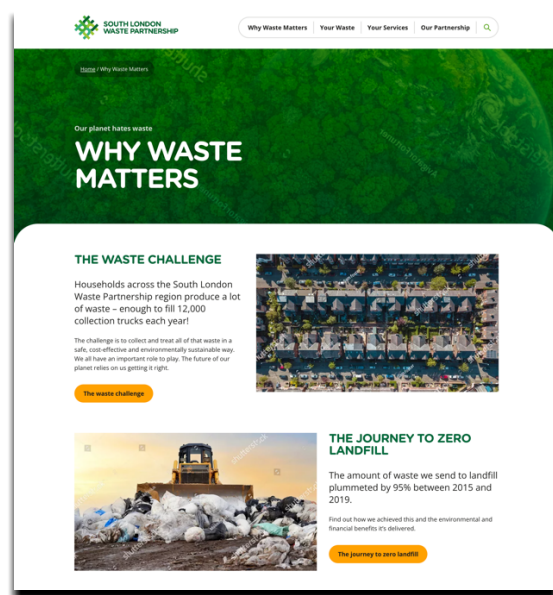 SOUTH LONDON
WASTE PARTNERSHIP
Why Waste Matters
Your Waste
Your Services
Our Partnership
Home / Why Waste Matters
Our planet hates waste
WHY WASTE
MATTERS
THE WASTE CHALLENGE
Households across the South London
Waste Partnership region produce a lot
of waste – enough to fill 12,000
collection trucks each year!
The challenge is to collect and treat all of that waste in a
safe, cost-effective and environmentally sustainable way.
We all have an important role to play. The future of our
planet relies on us getting it right.
The waste challenge
THE JOURNEY TO ZERO
LANDFILL
The amount of waste we send to landfill
plummeted by 95% between 2015 and
2019.
Find out how we achieved this and the environmental and
financial benefits it's delivered.
The journey to zero landfill